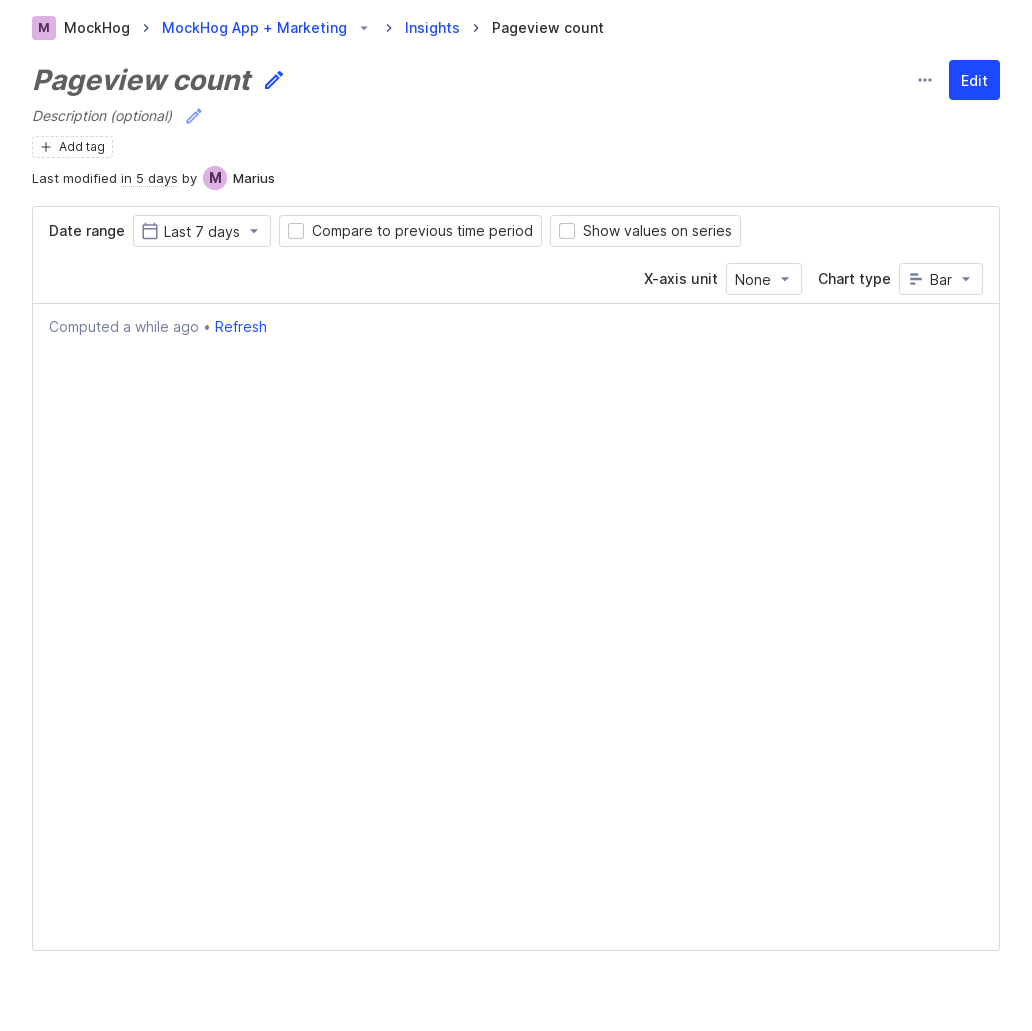 M MockHog MockHog App + Marketing Insights Pageview count
Pageview count
Edit
Description (optional)
Add tag
Last modified in 5 days by M Marius
Date range Last 7 days Compare to previous time period Show values on series
X-axis unit None Chart type Bar
Computed a while ago • Refresh